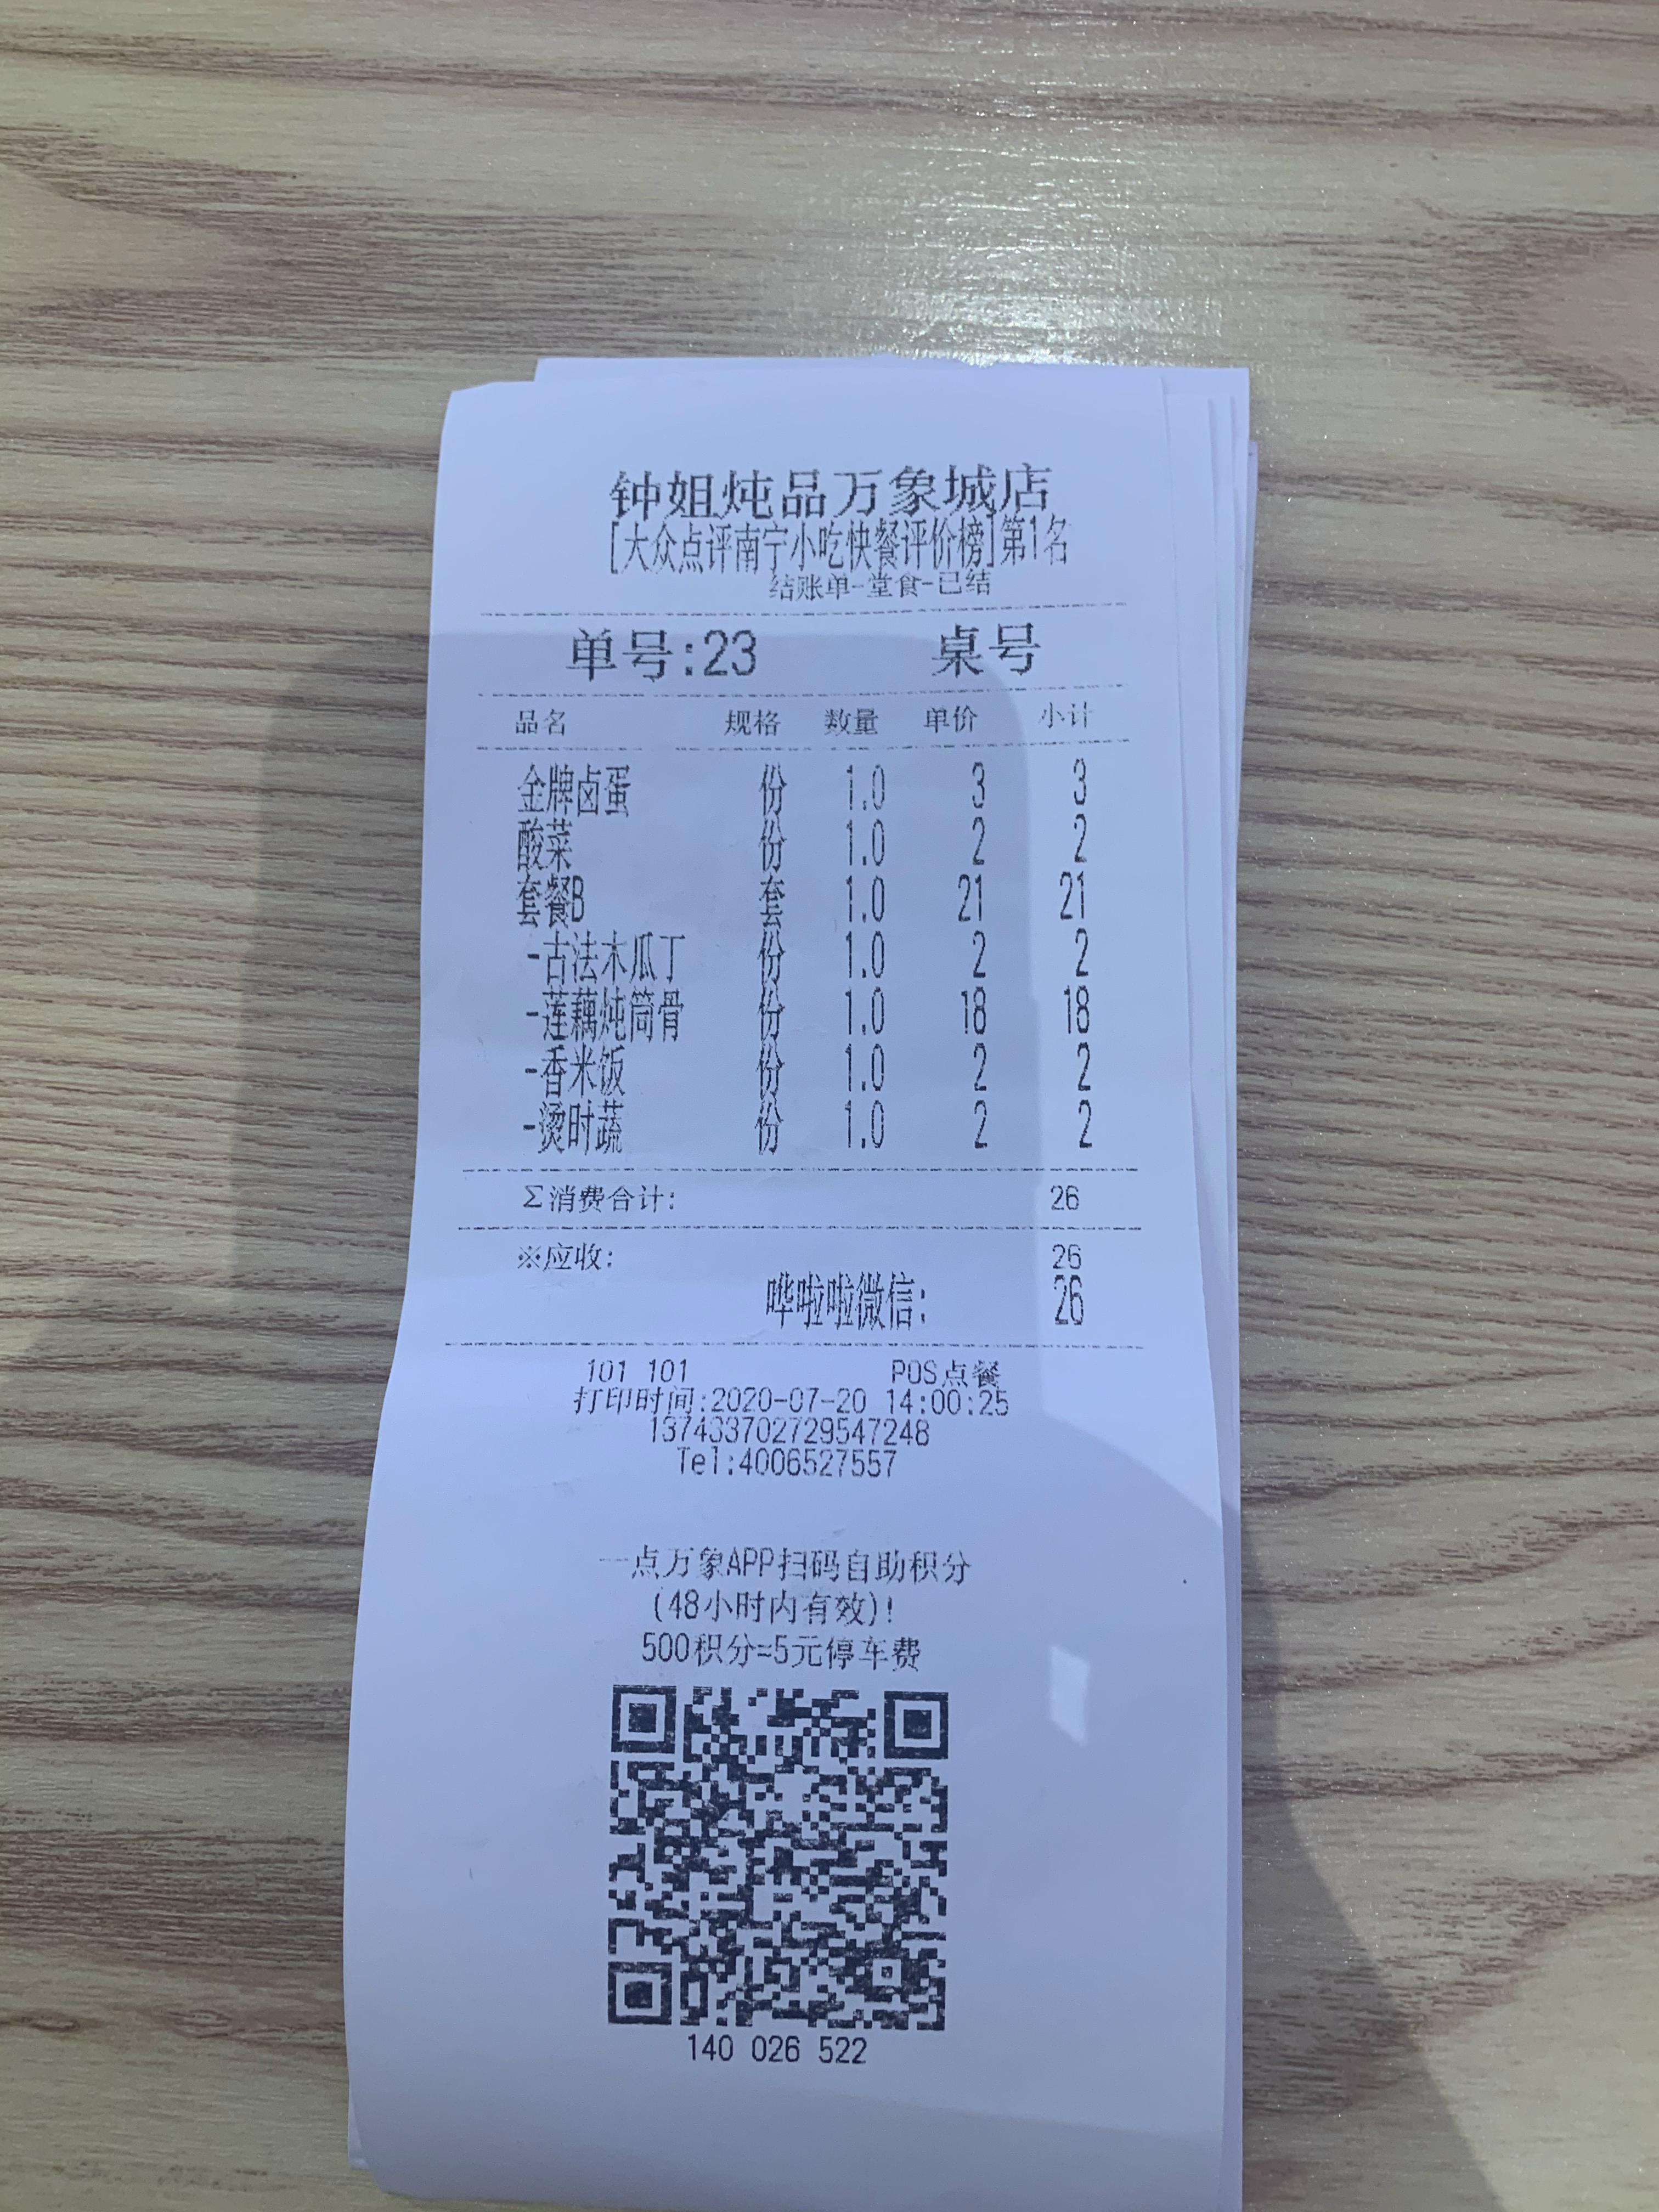 钟姐炖品万象城店
[大众点评南宁小吃快餐评价榜]第1名
结账单-堂食-已结
单号:23 桌号
品名 规格 数量 单价 小计
金牌卤蛋 份 1.0 3 3
酸菜 份 1.0 2 2
套餐B 套 1.0 21 21
-古法木瓜丁 份 1.0 2 2
-莲藕炖筒骨 份 1.0 18 18
-香米饭 份 1.0 2 2
-烫时蔬 份 1.0 2 2
Σ消费合计: 26
※应收: 26
哗啦啦微信: 26
101 101 POS点餐
打印时间:2020-07-20 14:00:25
137433702729547248
Tel:4006527557
一点万象APP扫码自助积分
(48小时内有效)!
500积分=5元停车费
140 026 522